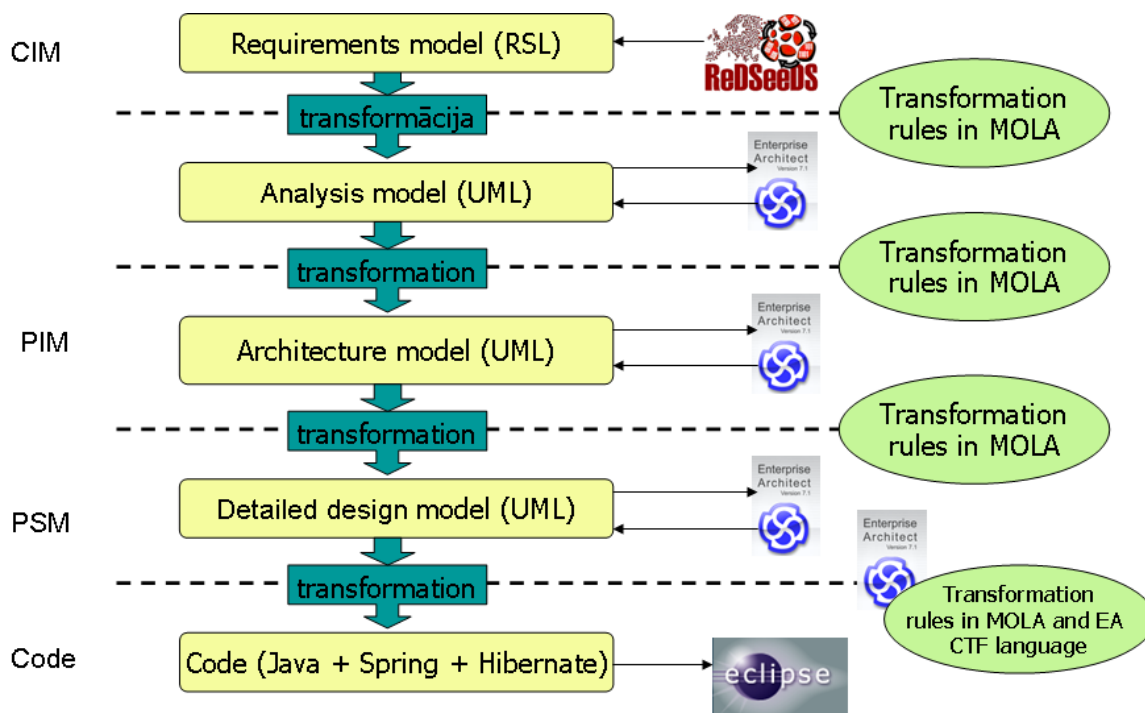 CIM
Requirements model (RSL)
ReDSeeDS
transformācija
Transformation
rules in MOLA
Analysis model (UML)
Enterprise
Architect
Version 7.1
transformation
Transformation
rules in MOLA
PIM
Architecture model (UML)
Enterprise
Architect
Version 7.1
transformation
Transformation
rules in MOLA
PSM
Detailed design model (UML)
Enterprise
Architect
Version 7.1
transformation
Enterprise
Architect
Version 7.1
Transformation
rules in MOLA and EA
CTF language
Code
Code (Java + Spring + Hibernate)
eclipse